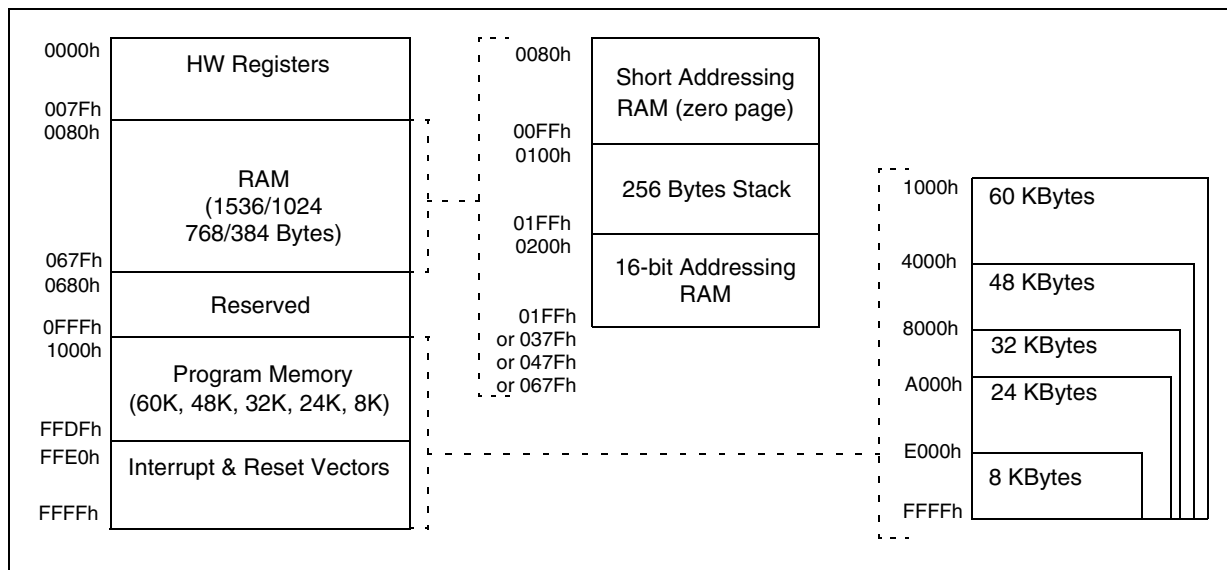 0000h
HW Registers
007Fh
0080h
RAM
(1536/1024
768/384 Bytes)
067Fh
0680h
Reserved
0FFFh
1000h
Program Memory
(60K, 48K, 32K, 24K, 8K)
FFDFh
FFE0h
Interrupt & Reset Vectors
FFFFh
0080h
Short Addressing
RAM (zero page)
00FFh
0100h
256 Bytes Stack
01FFh
0200h
16-bit Addressing
RAM
01FFh
or 037Fh
or 047Fh
or 067Fh
1000h
60 KBytes
4000h
48 KBytes
8000h
32 KBytes
A000h
24 KBytes
E000h
8 KBytes
FFFFh